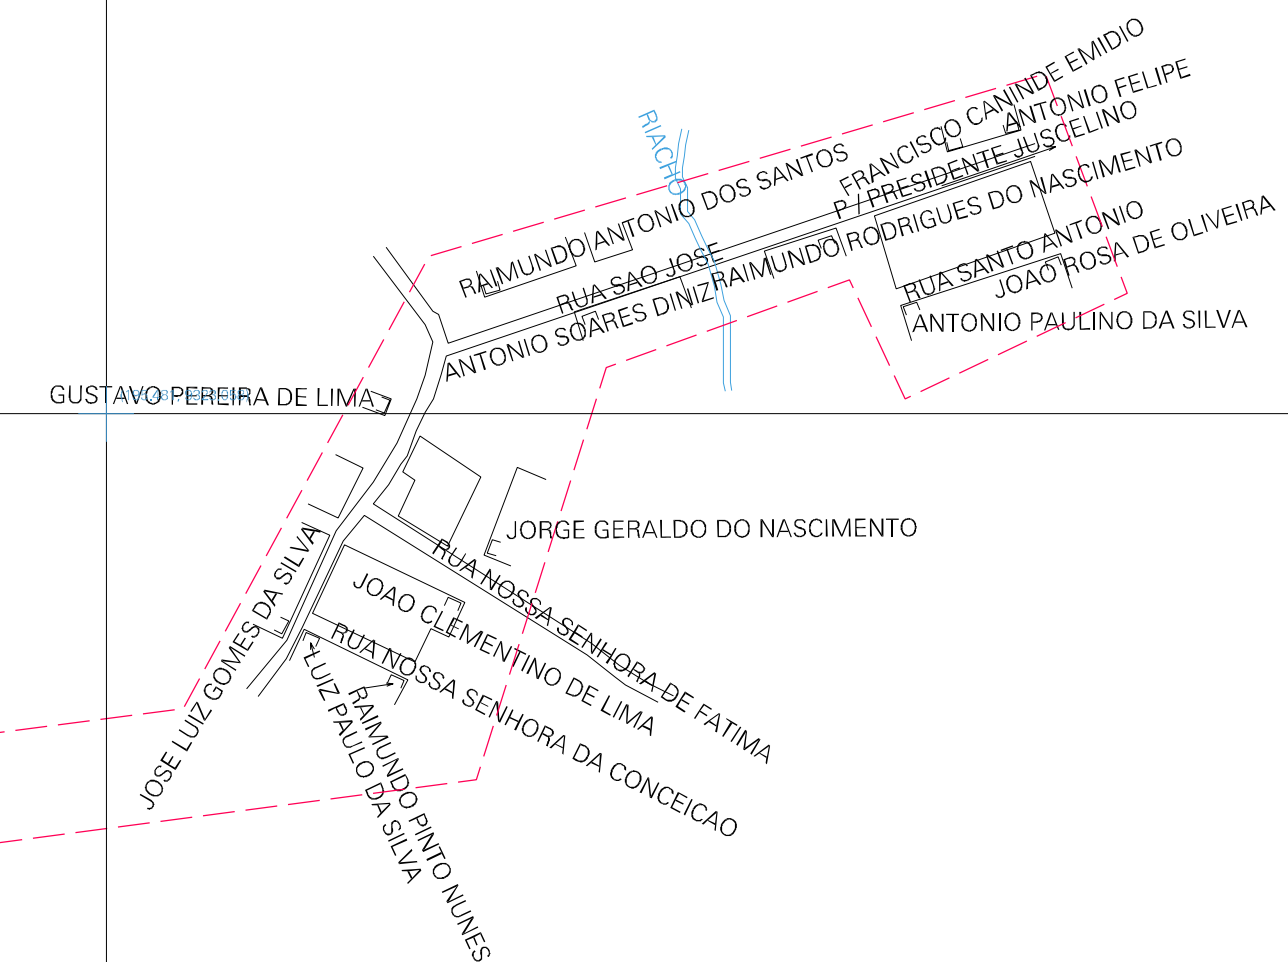 FRANCISCO CANINDE EMIDIO
ANTONIO FELIPE
P / PRESIDENTE JUSCELINO
RIACHO
RAIMUNDO ANTONIO DOS SANTOS
RAIMUNDO RODRIGUES DO NASCIMENTO
RUA SAO JOSE
RUA SANTO ANTONIO
JOAO ROSA DE OLIVEIRA
ANTONIO SOARES DINIZ
ANTONIO PAULINO DA SILVA
GUSTAVO PEREIRA DE LIMA
JORGE GERALDO DO NASCIMENTO
RUA NOSSA SENHORA DE FATIMA
JOAO CLEMENTINO DE LIMA
JOSE LUIZ GOMES DA SILVA
RUA NOSSA SENHORA DA CONCEICAO
LUIZ PAULO DA SILVA
RAIMUNDO PINTO NUNES